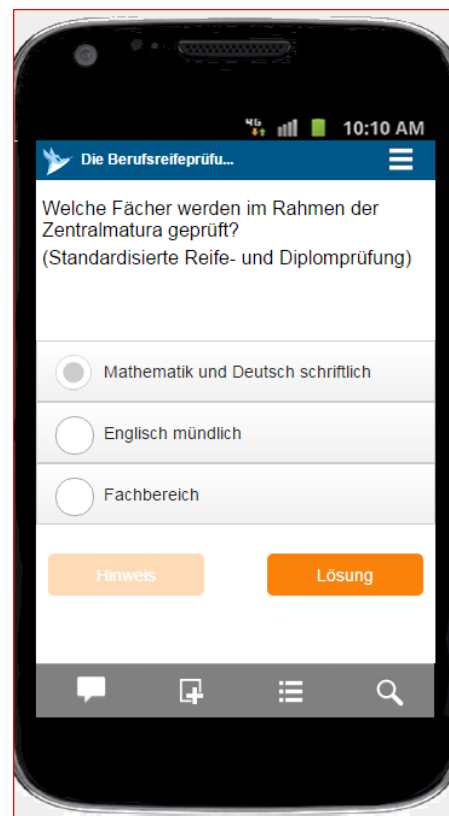 4G 10:10 AM
Die Berufsreifeprüfu...
Welche Fächer werden im Rahmen der
Zentralmatura geprüft?
(Standardisierte Reife- und Diplomprüfung)
Mathematik und Deutsch schriftlich
Englisch mündlich
Fachbereich
Hinweis Lösung